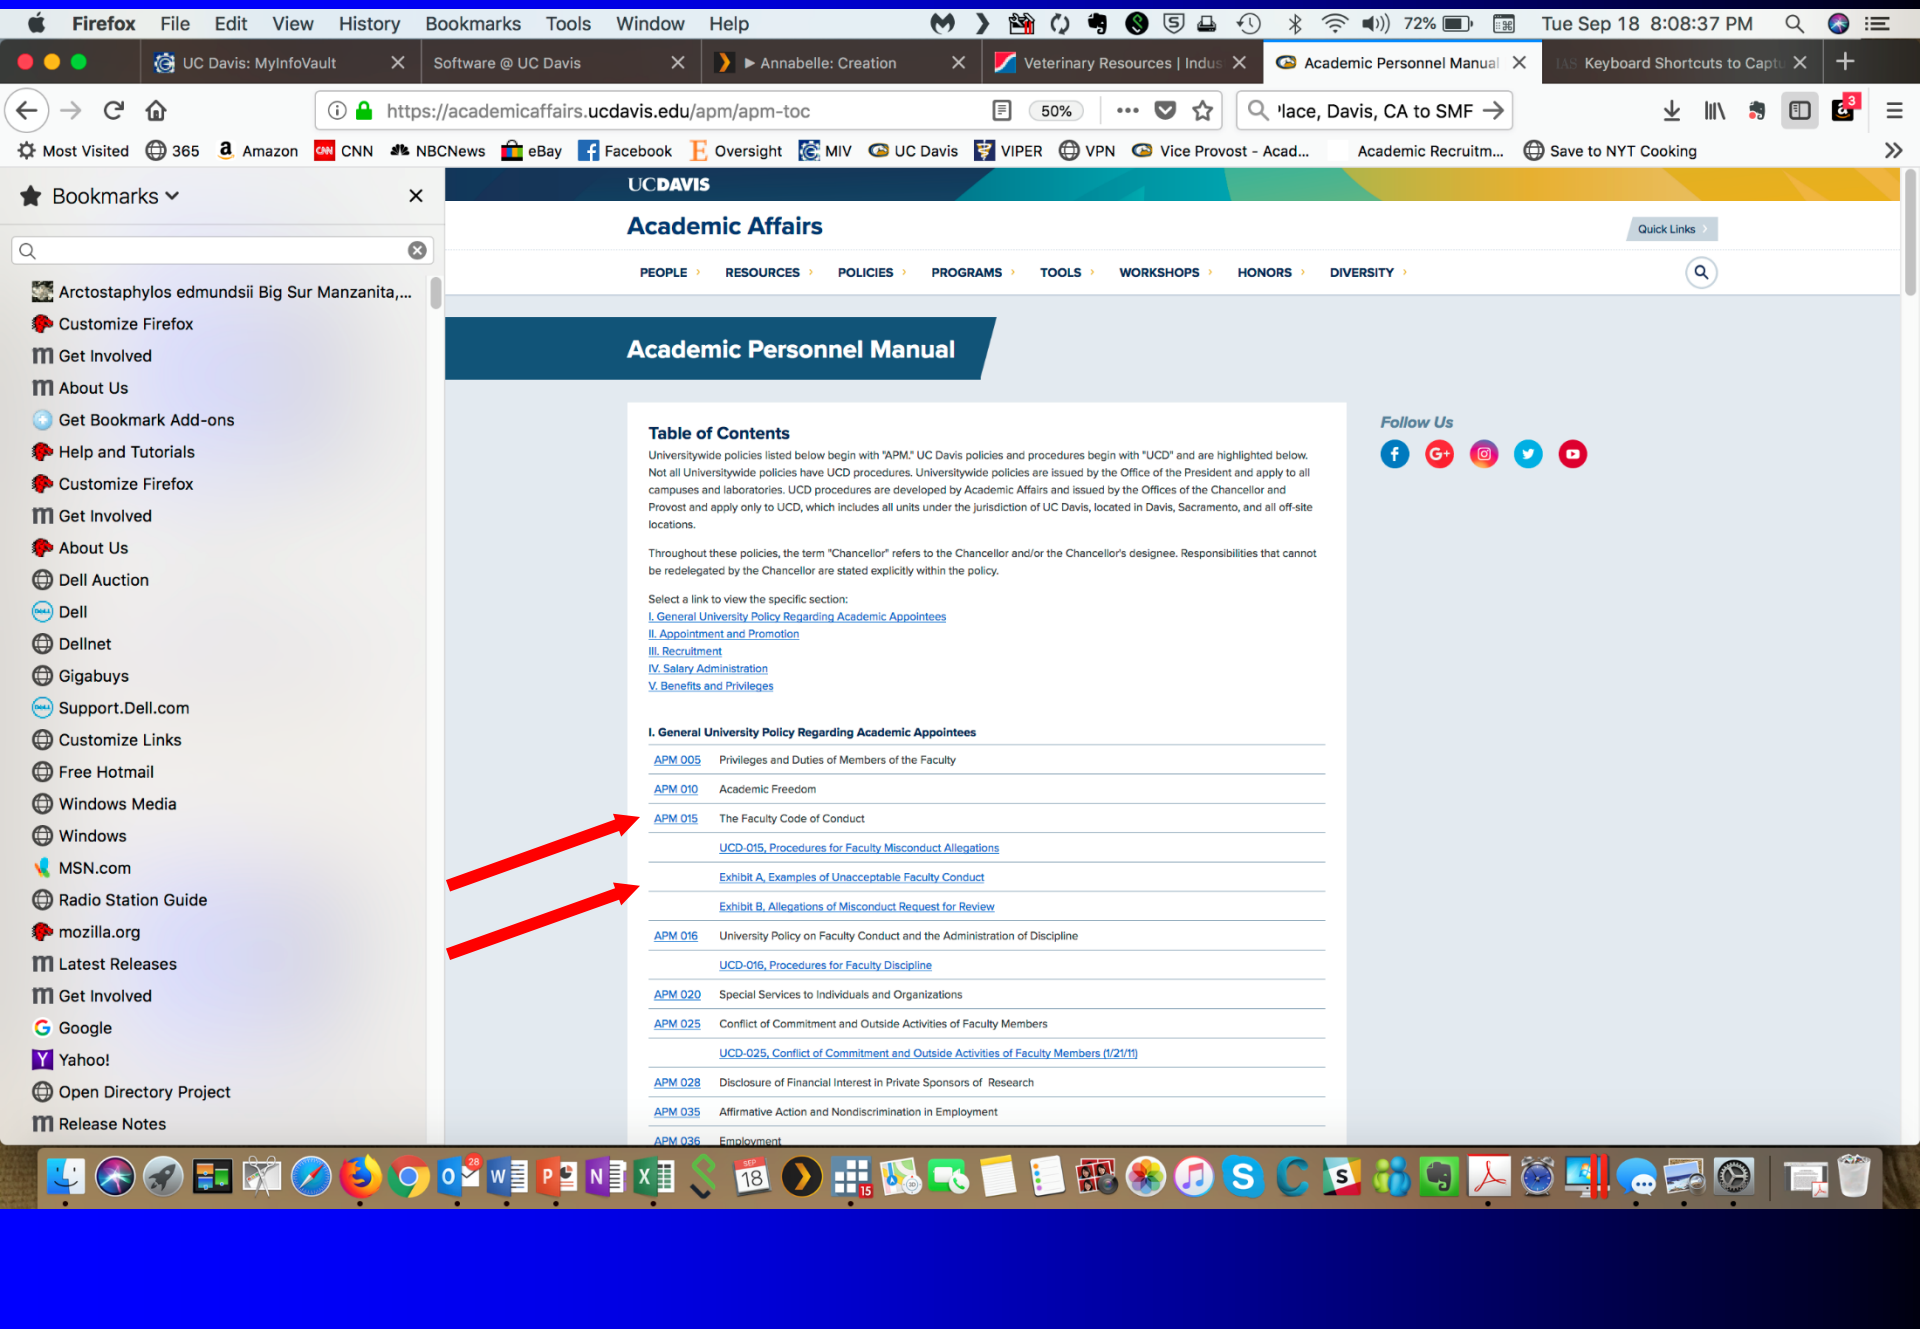 Firefox File Edit View History Bookmarks Tools Window Help 72% Tue Sep 18 8:08:37 PM
UC Davis: MyInfoVault
Software @ UC Davis
► Annabelle: Creation
Veterinary Resources | Indus
Academic Personnel Manual
IAS Keyboard Shortcuts to Captu
https://academicaffairs.ucdavis.edu/apm/apm-toc
50%
'lace, Davis, CA to SMF
3
Most Visited 365 Amazon CNN NBCNews eBay Facebook Oversight MIV UC Davis VIPER VPN Vice Provost - Acad... Academic Recruitm... Save to NYT Cooking
Bookmarks
Arctostaphylos edmundsii Big Sur Manzanita,...
Customize Firefox
Get Involved
About Us
Get Bookmark Add-ons
Help and Tutorials
Customize Firefox
Get Involved
About Us
Dell Auction
Dell
Dellnet
Gigabuys
Support.Dell.com
Customize Links
Free Hotmail
Windows Media
Windows
MSN.com
Radio Station Guide
mozilla.org
Latest Releases
Get Involved
Google
Yahoo!
Open Directory Project
Release Notes
UCDAVIS
Academic Affairs
Quick Links
PEOPLE RESOURCES POLICIES PROGRAMS TOOLS WORKSHOPS HONORS DIVERSITY
Academic Personnel Manual
Table of Contents
Universitywide policies listed below begin with "APM." UC Davis policies and procedures begin with "UCD" and are highlighted below.
Not all Universitywide policies have UCD procedures. Universitywide policies are issued by the Office of the President and apply to all
campuses and laboratories. UCD procedures are developed by Academic Affairs and issued by the Offices of the Chancellor and
Provost and apply only to UCD, which includes all units under the jurisdiction of UC Davis, located in Davis, Sacramento, and all off-site
locations.
Throughout these policies, the term "Chancellor" refers to the Chancellor and/or the Chancellor's designee. Responsibilities that cannot
be redelegated by the Chancellor are stated explicitly within the policy.
Select a link to view the specific section:
I. General University Policy Regarding Academic Appointees
II. Appointment and Promotion
III. Recruitment
IV. Salary Administration
V. Benefits and Privileges
I. General University Policy Regarding Academic Appointees
APM 005 Privileges and Duties of Members of the Faculty
APM 010 Academic Freedom
APM 015 The Faculty Code of Conduct
UCD-015, Procedures for Faculty Misconduct Allegations
Exhibit A, Examples of Unacceptable Faculty Conduct
Exhibit B, Allegations of Misconduct Request for Review
APM 016 University Policy on Faculty Conduct and the Administration of Discipline
UCD-016, Procedures for Faculty Discipline
APM 020 Special Services to Individuals and Organizations
APM 025 Conflict of Commitment and Outside Activities of Faculty Members
UCD-025, Conflict of Commitment and Outside Activities of Faculty Members (1/21/11)
APM 028 Disclosure of Financial Interest in Private Sponsors of Research
APM 035 Affirmative Action and Nondiscrimination in Employment
APM 036 Employment
Follow Us
28
SEP
18
15